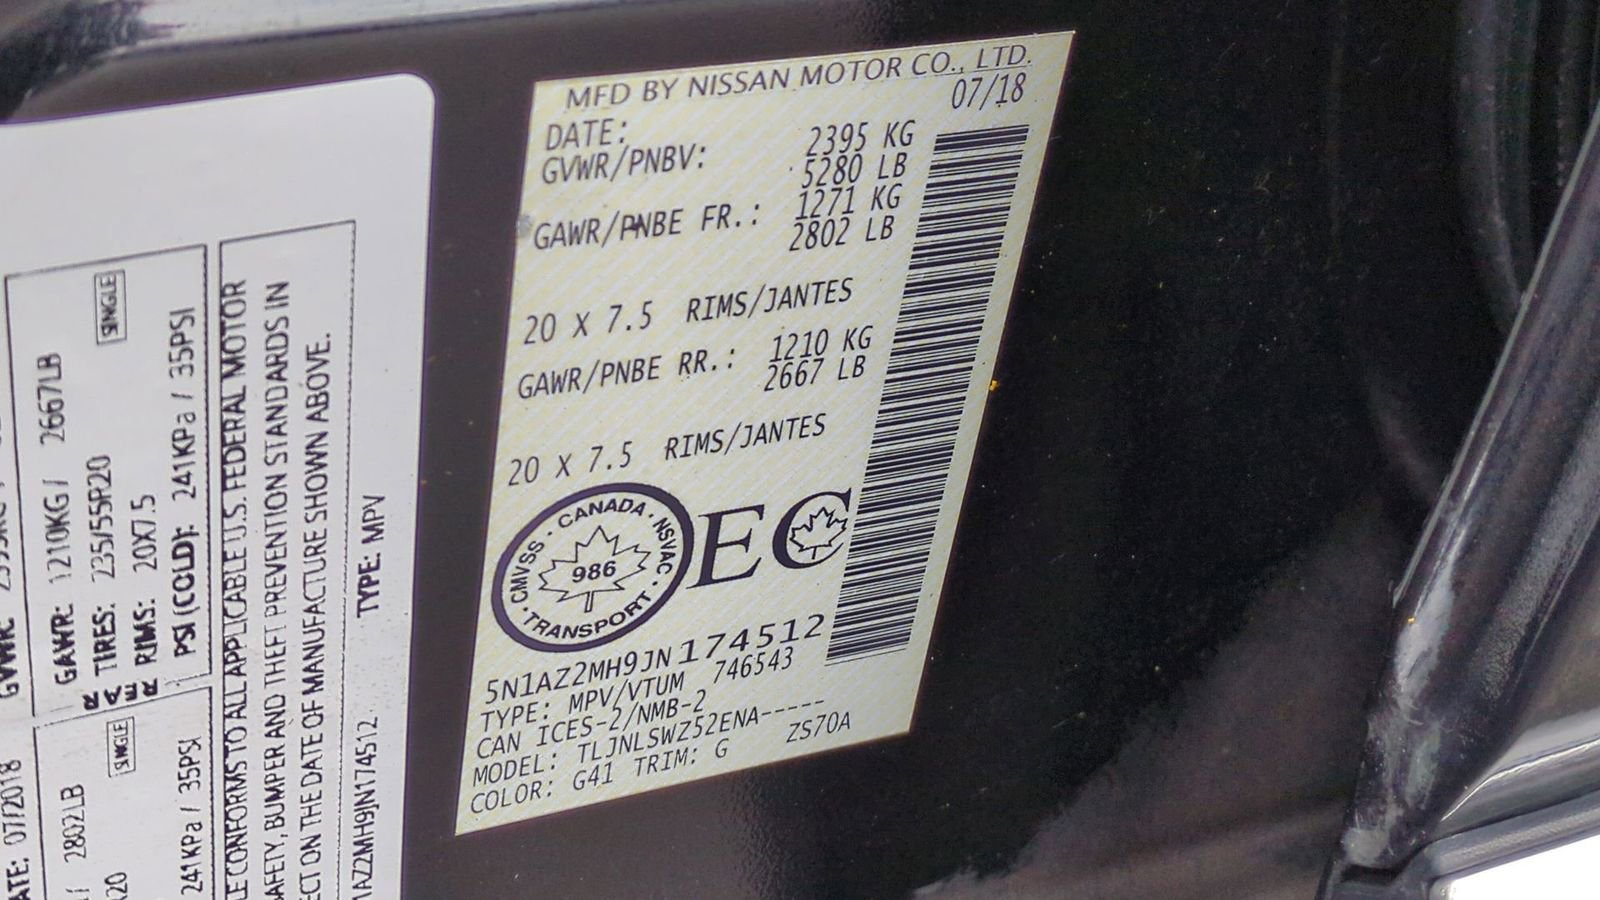 MFD BY NISSAN MOTOR CO., LTD.
07/18
DATE:
GVWR/PNBV: 2395 KG
5280 LB
GAWR/PNBE FR.: 1271 KG
2802 LB
20 X 7.5 RIMS/JANTES
GAWR/PNBE RR.: 1210 KG
2667 LB
20 X 7.5 RIMS/JANTES
CMVSS · CANADA · NSVAC · TRANSPORT ·
986
EC
5N1AZ2MH9JN174512
TYPE: MPV/VTUM 746543
CAN ICES-2/NMB-2
MODEL: TLJNLSWZ52ENA-----
COLOR: G41 TRIM: G ZS70A
GVWR:
GAWR: 1210KG / 2667LB
TIRES: 235/55R20 SINGLE
RIMS: 20X7.5
PSI (COLD): 241KPa / 35PSI
07/2018
/ 2802LB
SINGLE
241KPa / 35PSI
CONFORMS TO ALL APPLICABLE U.S. FEDERAL MOTOR
SAFETY, BUMPER AND THEFT PREVENTION STANDARDS IN
ECT ON THE DATE OF MANUFACTURE SHOWN ABOVE.
1AZ2MH9JN174512 TYPE: MPV